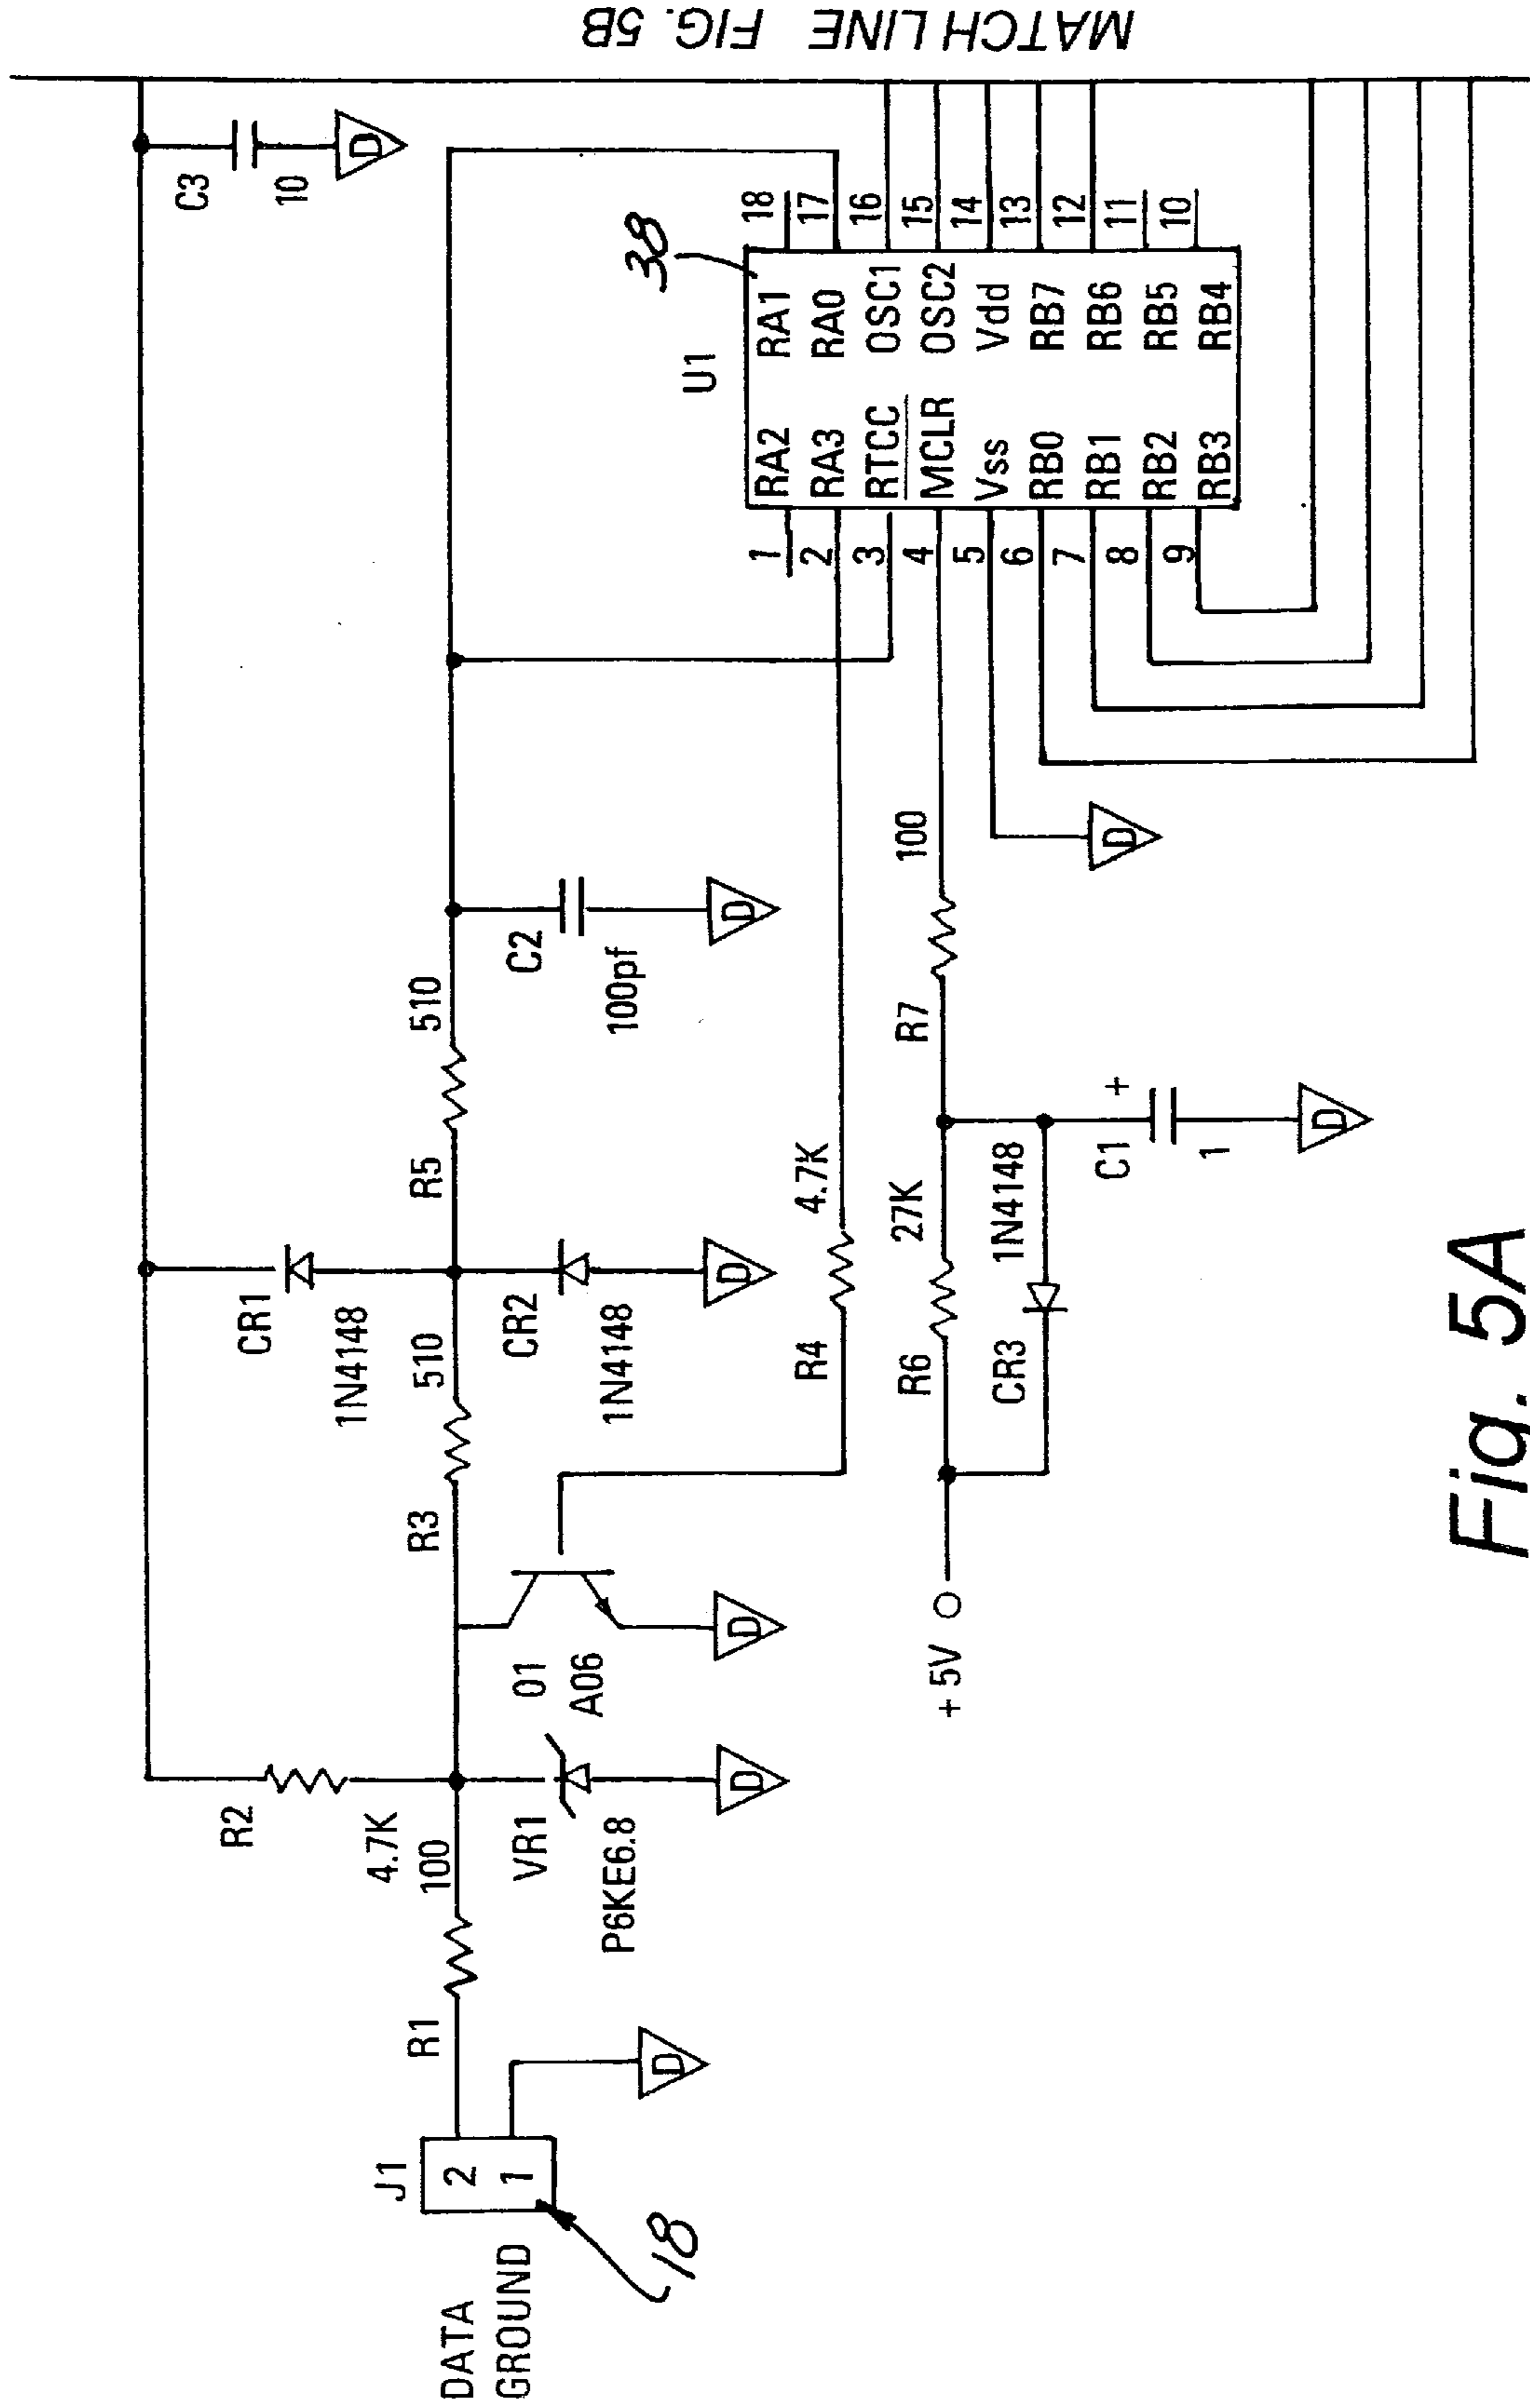 MATCH LINE FIG. 5B
C3
10
D
R2
4.7K
CR1
1N4148
J1
2
1
DATA
GROUND
18
D
R1
100
VR1
P6KE6.8
D
01
A06
D
R3
510
CR2
1N4148
D
R5
510
C2
100pf
D
R4
4.7K
+5V
R6
27K
CR3
1N4148
C1
+
1
D
R7
100
D
U1
38
1 RA2 RA1 18
2 RA3 RA0 17
3 RTCC OSC1 16
4 MCLR OSC2 15
5 Vss Vdd 14
6 RB0 RB7 13
7 RB1 RB6 12
8 RB2 RB5 11
9 RB3 RB4 10
Fig. 5A